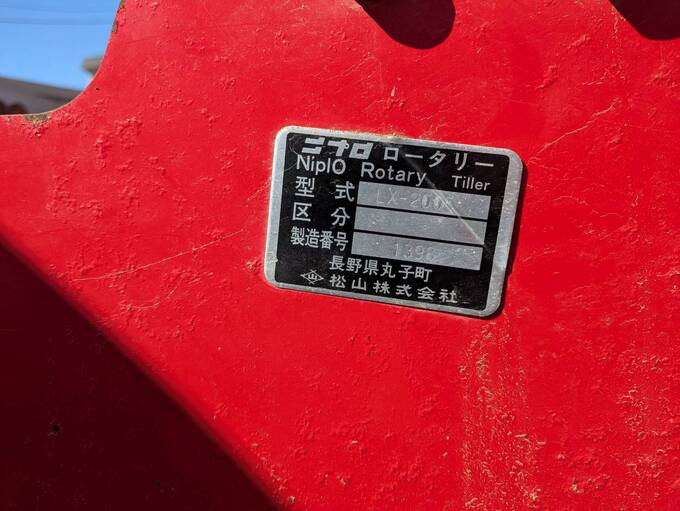 ニプロ ロータリー
NiplO Rotary Tiller
型式
区分
製造番号
長野県丸子町
松山株式会社